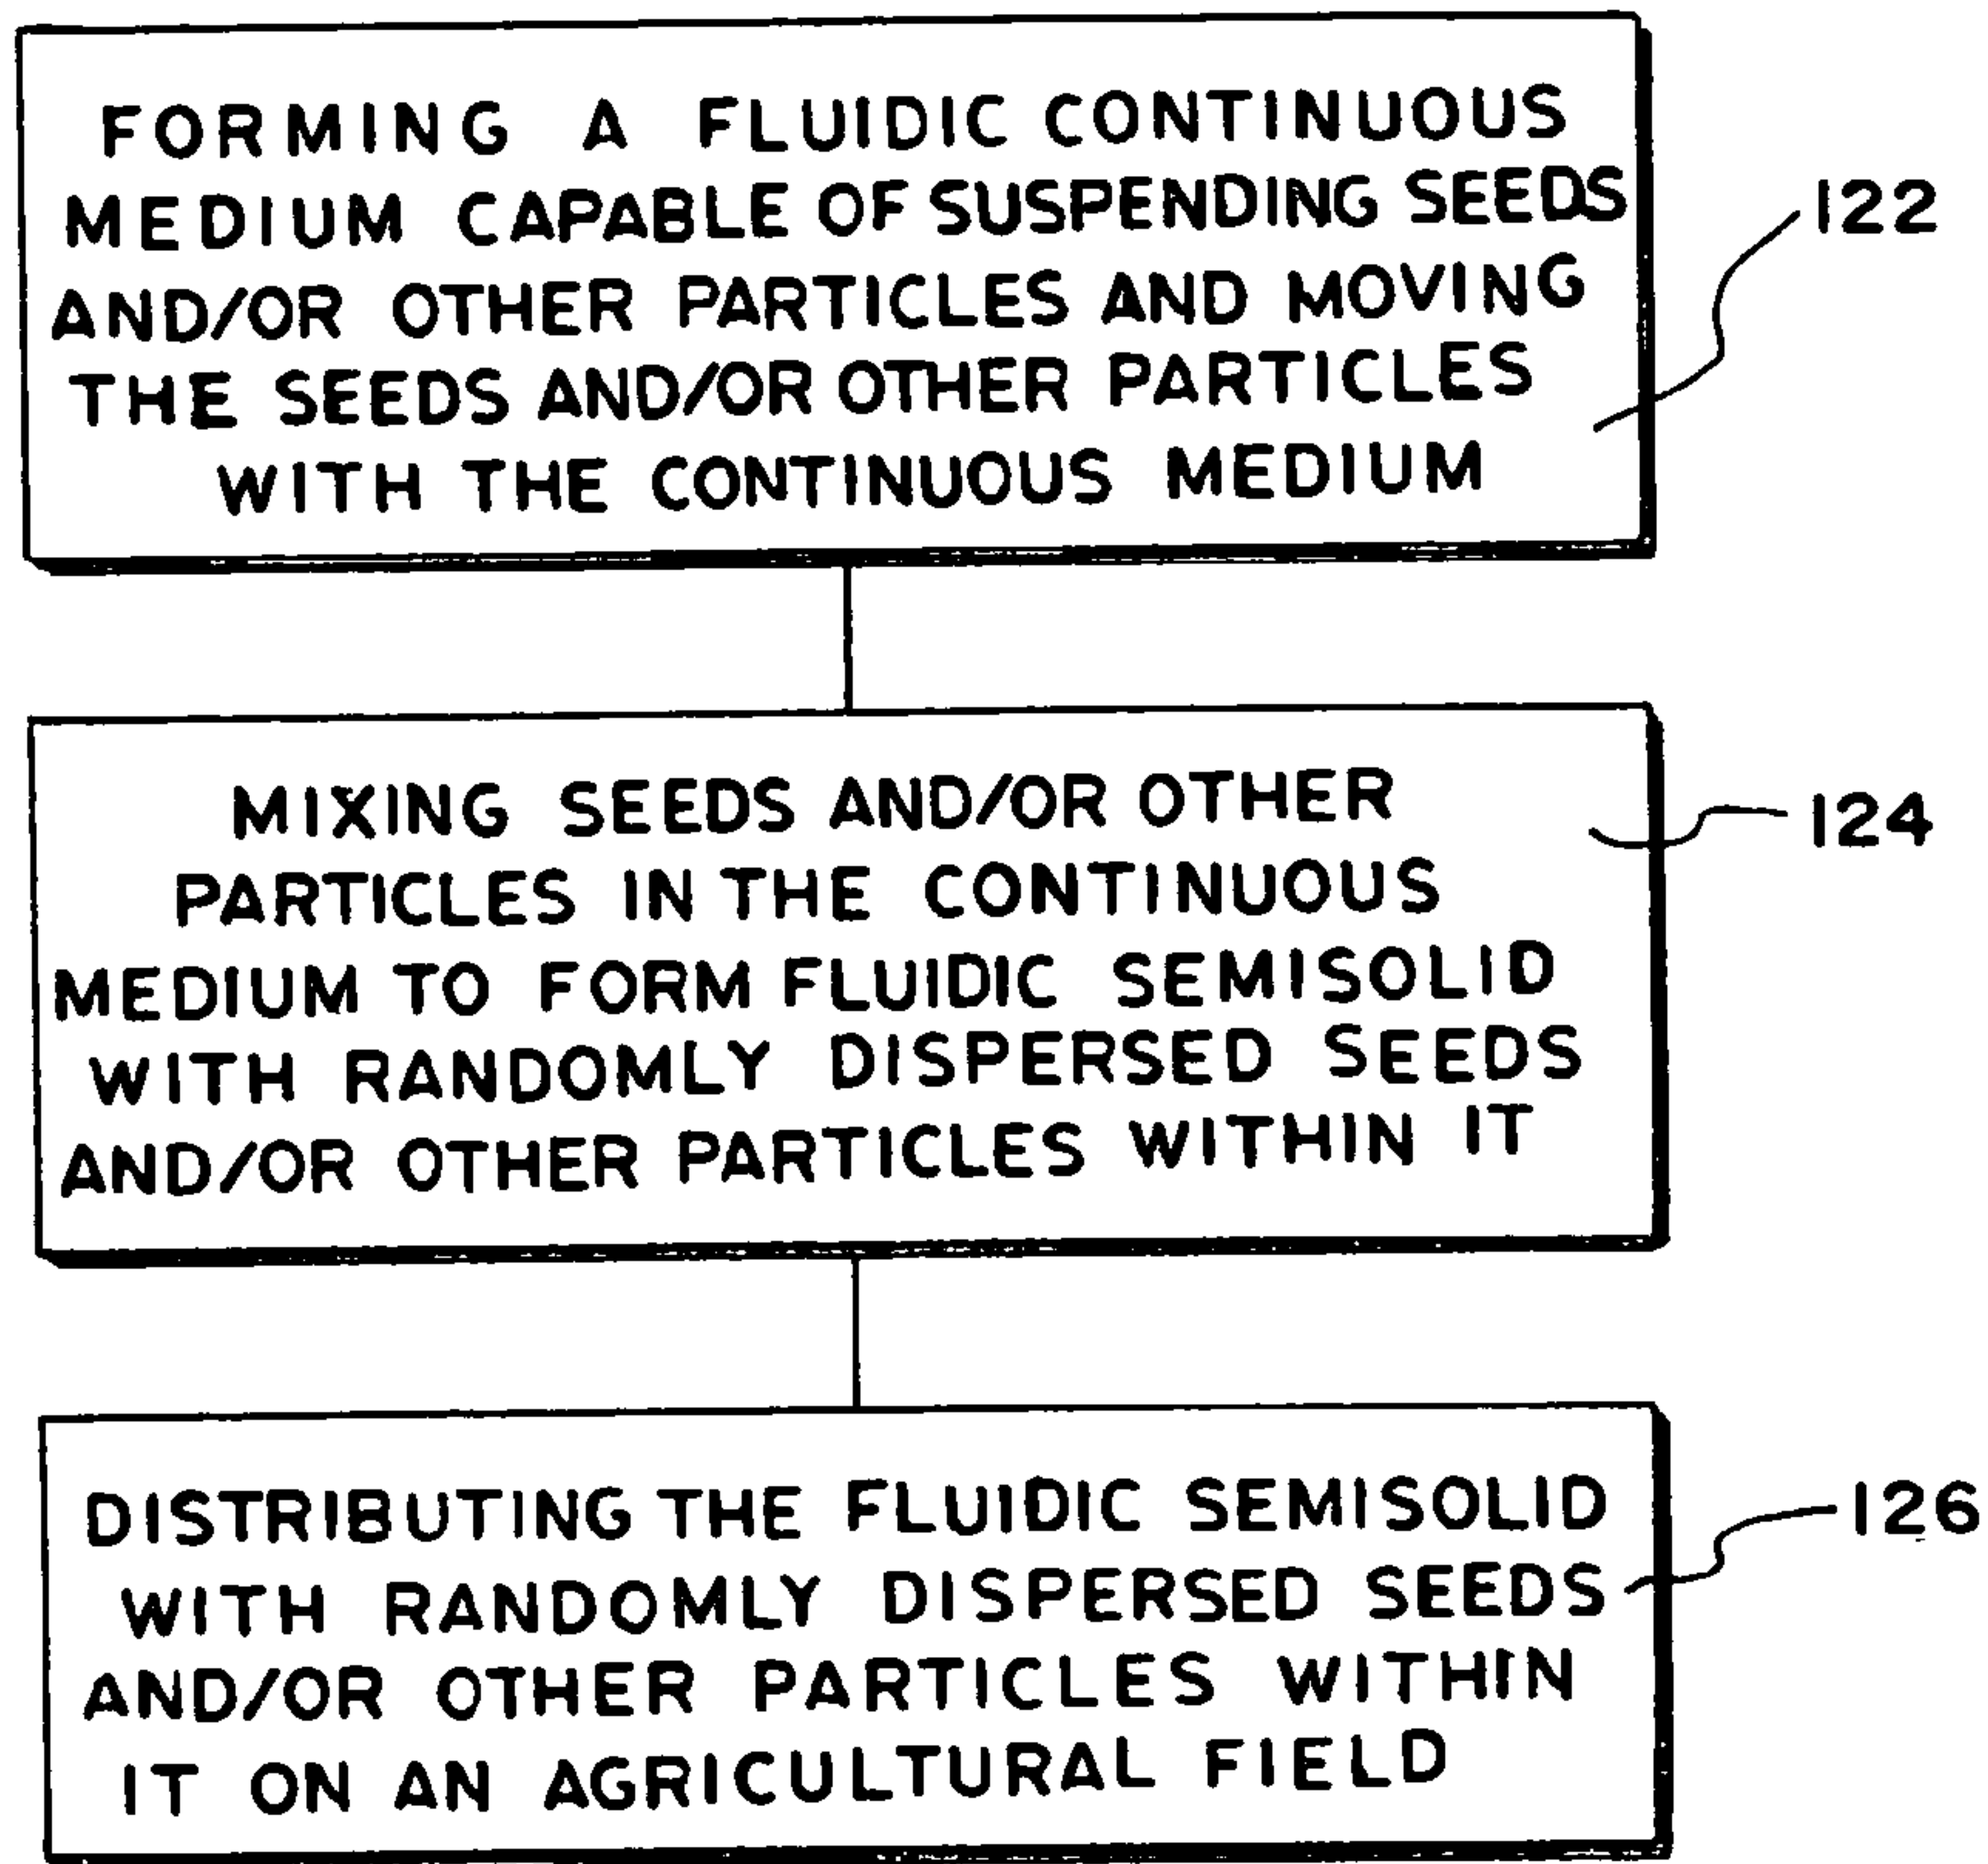 FORMING A FLUIDIC CONTINUOUS
MEDIUM CAPABLE OF SUSPENDING SEEDS
AND/OR OTHER PARTICLES AND MOVING
THE SEEDS AND/OR OTHER PARTICLES
WITH THE CONTINUOUS MEDIUM
122
MIXING SEEDS AND/OR OTHER
PARTICLES IN THE CONTINUOUS
MEDIUM TO FORM FLUIDIC SEMISOLID
WITH RANDOMLY DISPERSED SEEDS
AND/OR OTHER PARTICLES WITHIN IT
124
DISTRIBUTING THE FLUIDIC SEMISOLID
WITH RANDOMLY DISPERSED SEEDS
AND/OR OTHER PARTICLES WITHIN
IT ON AN AGRICULTURAL FIELD
126